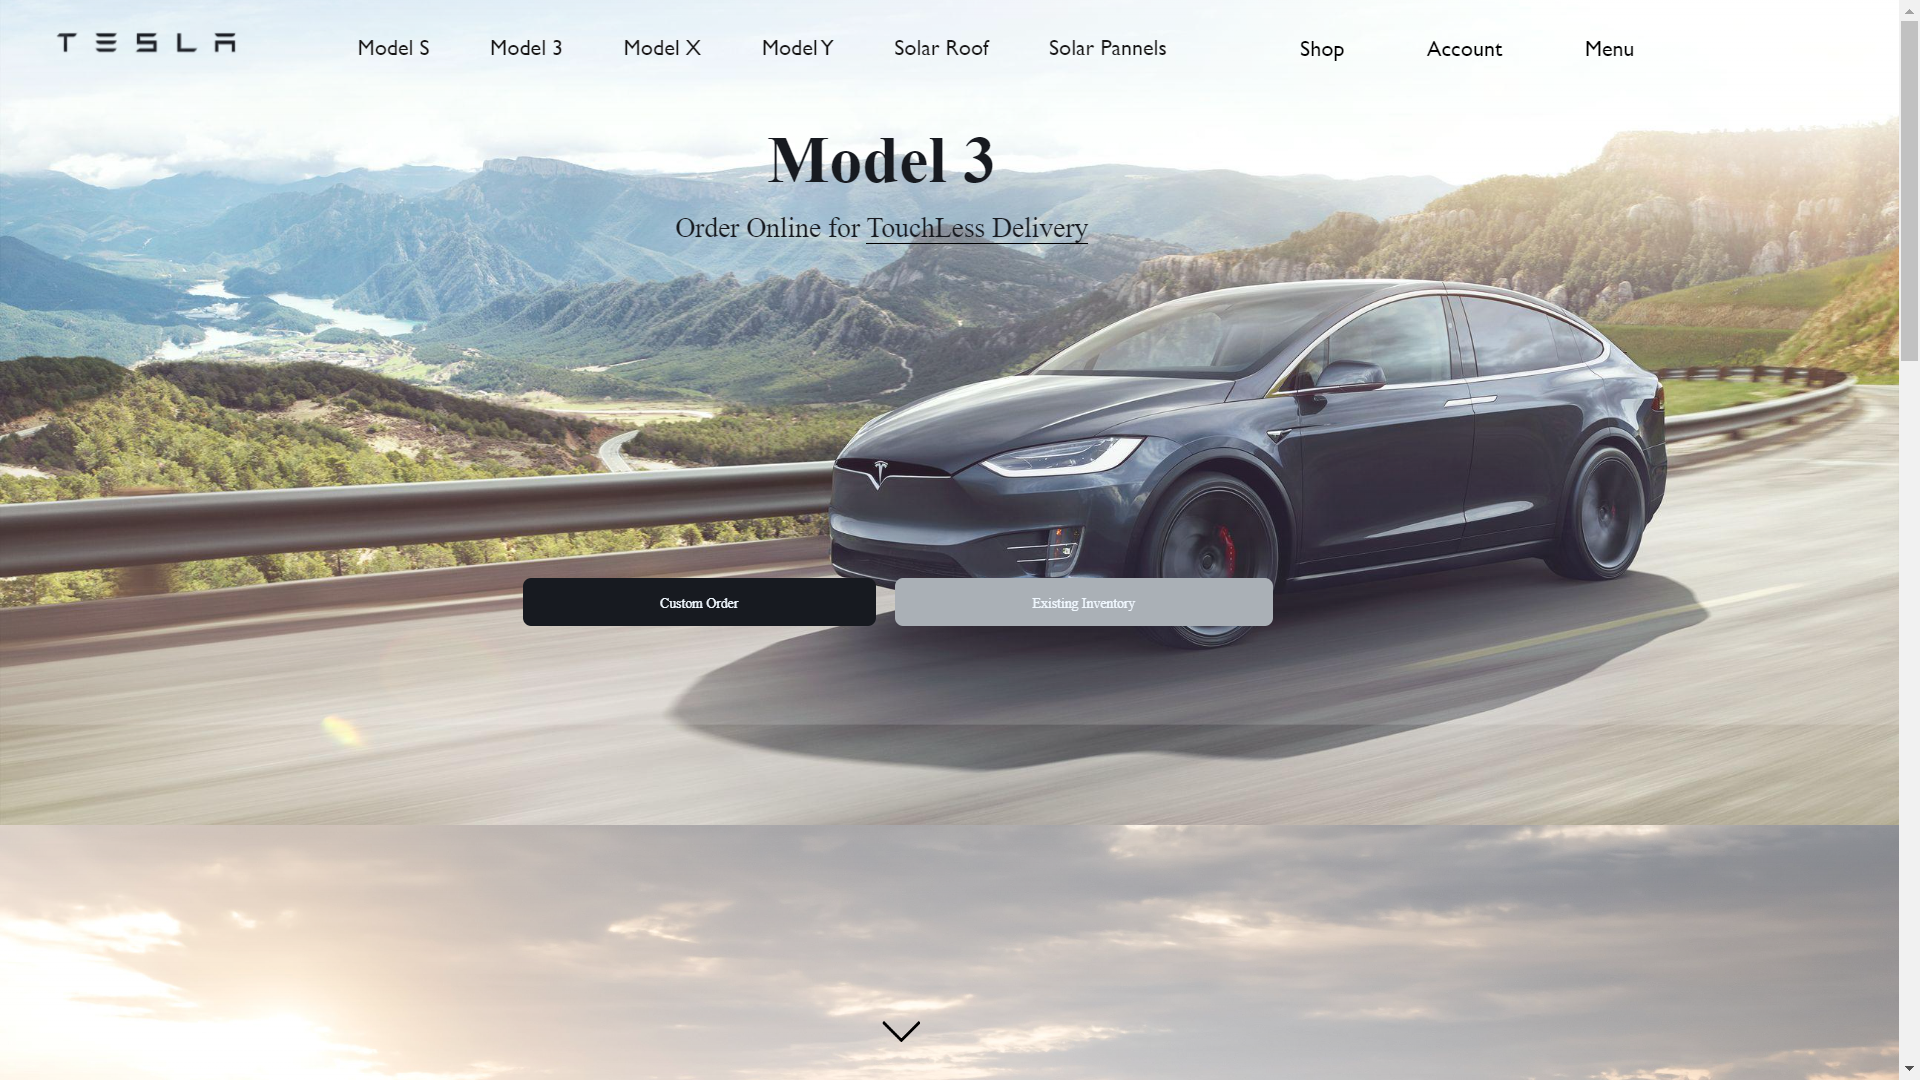 TESLA Model S Model 3 Model X Model Y Solar Roof Solar Pannels Shop Account Menu
Model 3
Order Online for TouchLess Delivery
Custom Order Existing Inventory